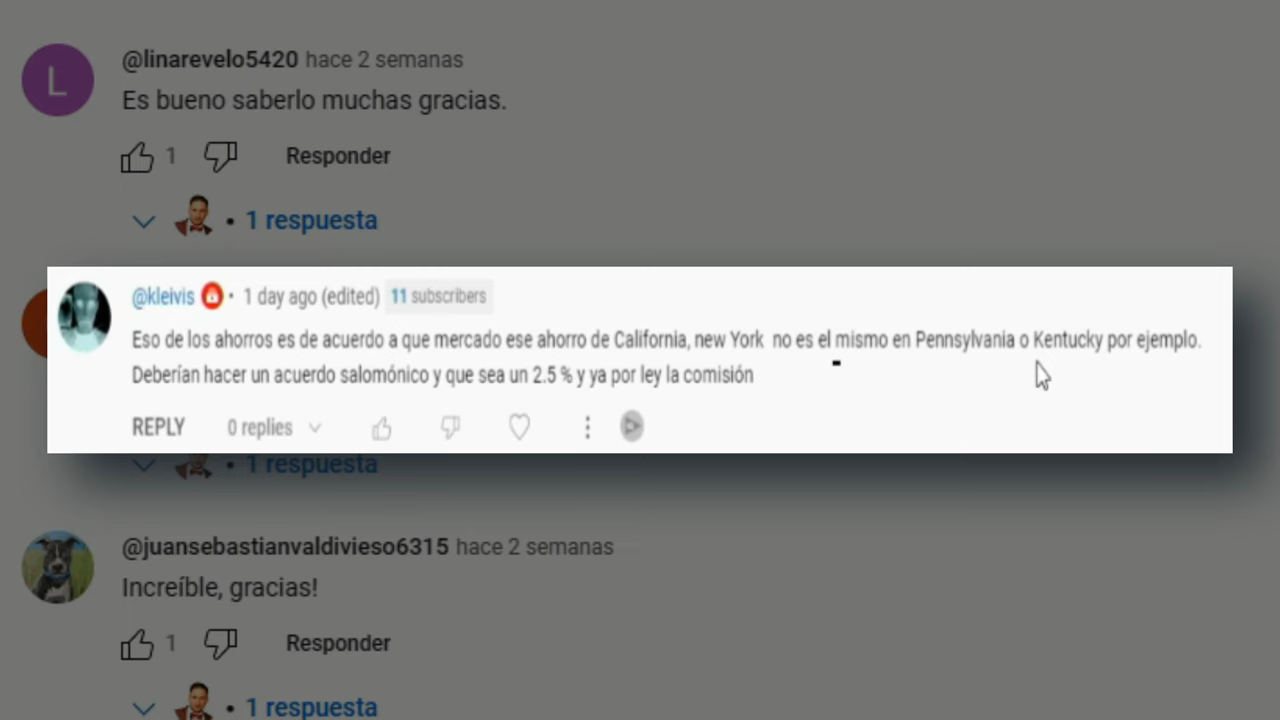 L
@linarevelo5420 hace 2 semanas
Es bueno saberlo muchas gracias.
1 Responder
• 1 respuesta
@kleivis • 1 day ago (edited) 11 subscribers
Eso de los ahorros es de acuerdo a que mercado ese ahorro de California, new York no es el mismo en Pennsylvania o Kentucky por ejemplo.
Deberían hacer un acuerdo salomónico y que sea un 2.5 % y ya por ley la comisión
REPLY 0 replies
• 1 respuesta
@juansebastianvaldivieso6315 hace 2 semanas
Increíble, gracias!
1 Responder
• 1 respuesta